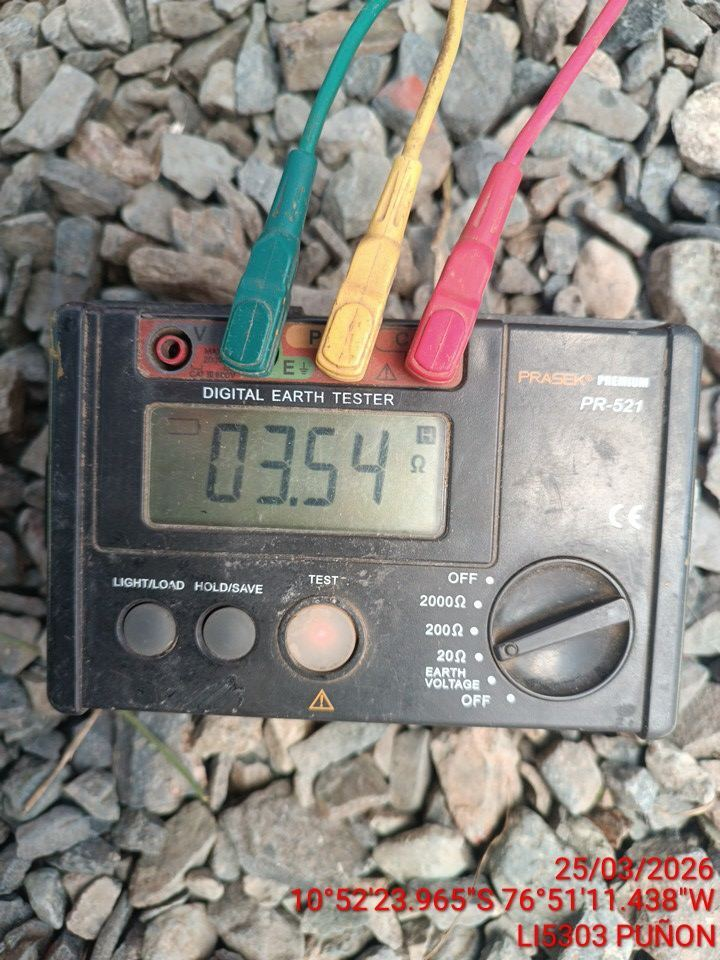 V
P
C
E
DIGITAL EARTH TESTER
PRASEK® PREMIUM
PR-521
03.54
H
Ω
CE
LIGHT/LOAD HOLD/SAVE TEST
OFF
2000Ω
200Ω
20Ω
EARTH
VOLTAGE
OFF
25/03/2026
10°52'23.965"S 76°51'11.438"W
LI5303 PUÑON